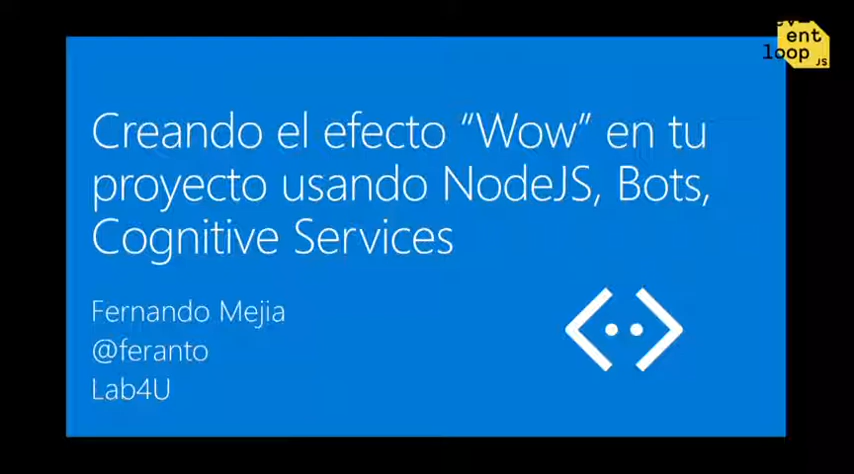 ev
ent
loop
JS
Creando el efecto “Wow” en tu
proyecto usando NodeJS, Bots,
Cognitive Services
Fernando Mejia
@feranto
Lab4U